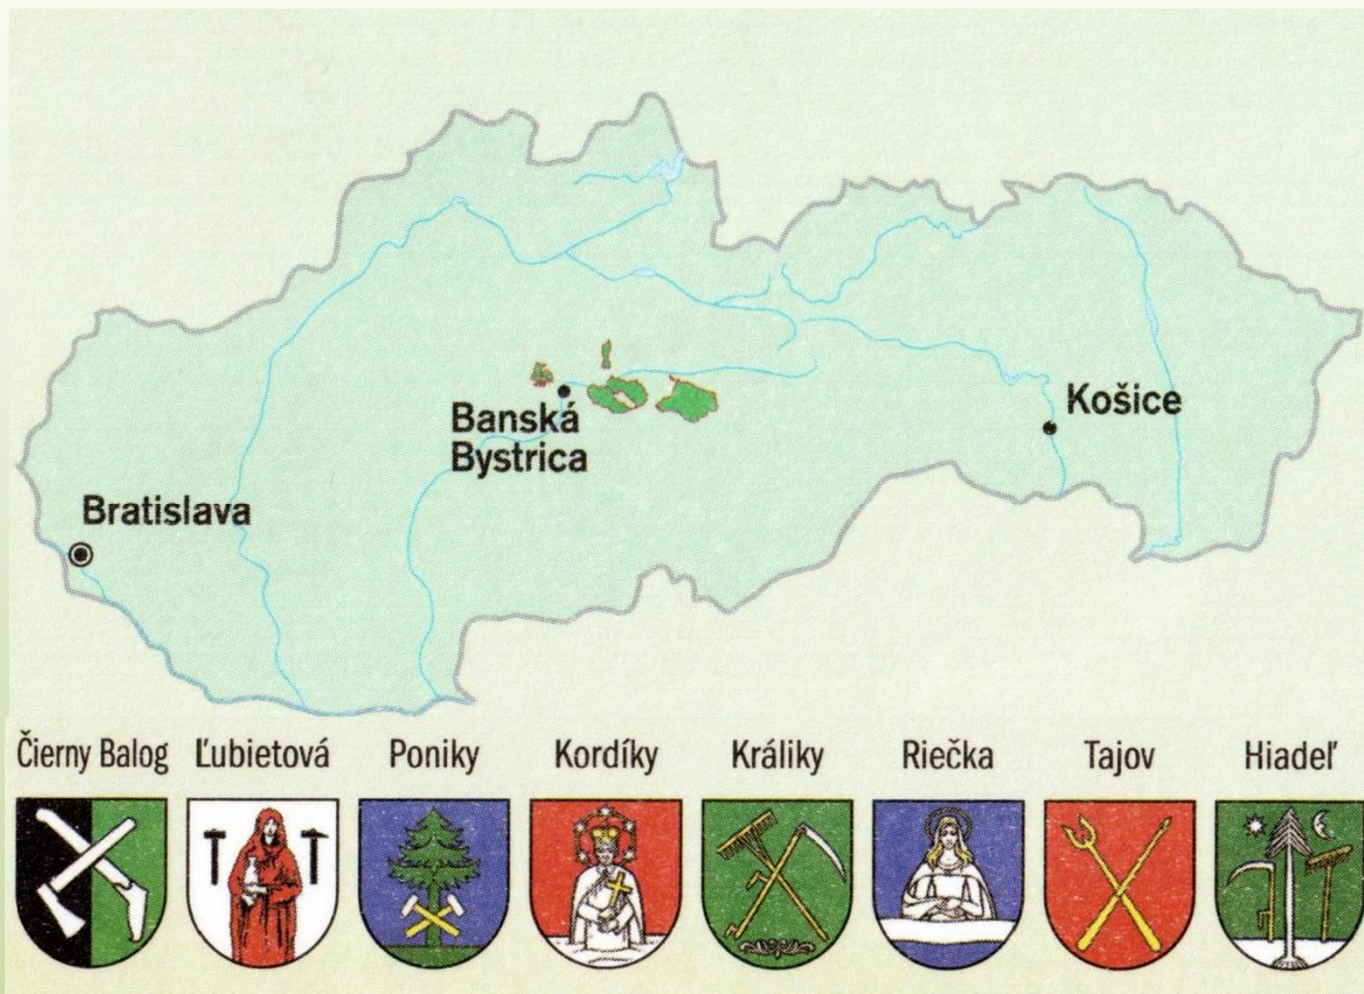 Košice
Banská
Bystrica
Bratislava
Čierny Balog
Ľubietová
Poniky
Kordíky
Králiky
Riečka
Tajov
Hiadeľ